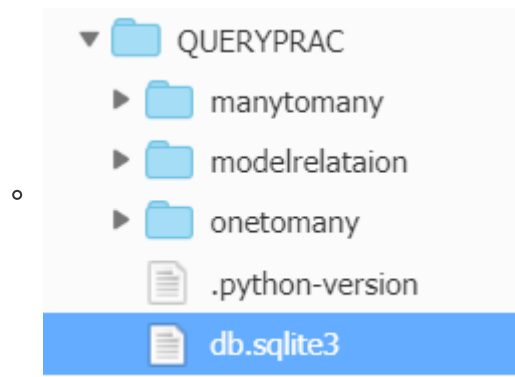 QUERYPRAC
manytomany
modelrelataion
onetomany
.python-version
db.sqlite3